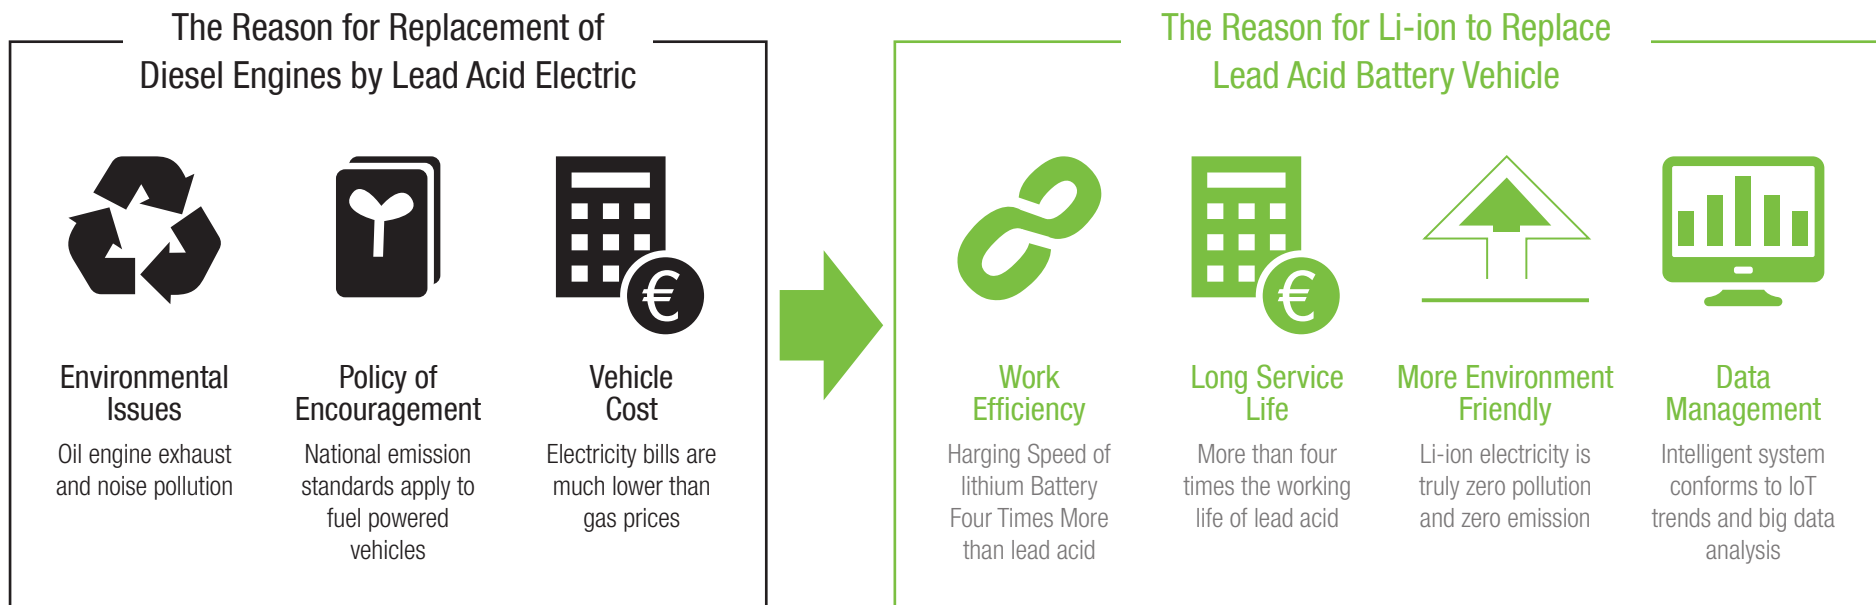 The Reason for Replacement of
Diesel Engines by Lead Acid Electric
€
Environmental
Issues
Oil engine exhaust
and noise pollution
Policy of
Encouragement
National emission
standards apply to
fuel powered
vehicles
Vehicle
Cost
Electricity bills are
much lower than
gas prices
The Reason for Li-ion to Replace
Lead Acid Battery Vehicle
€
Work
Efficiency
Harging Speed of
lithium Battery
Four Times More
than lead acid
Long Service
Life
More than four
times the working
life of lead acid
More Environment
Friendly
Li-ion electricity is
truly zero pollution
and zero emission
Data
Management
Intelligent system
conforms to IoT
trends and big data
analysis